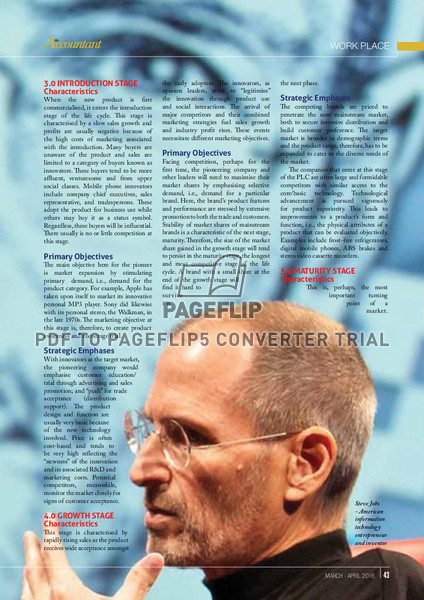 Accountant
WORK PLACE
3.0 INTRODUCTION STAGE
Characteristics
When the new product is first
commercialised, it enters the introduction
stage of the life cycle. This stage is
characterised by a slow sales growth and
profits are usually negative because of
the high costs of marketing associated
with the introduction. Many buyers are
unaware of the product and sales are
limited to a category of buyers known as
innovators. These buyers tend to be more
affluent, venturesome and from upper
social classes. Mobile phone innovators
include company chief executives, sales
representative, and tradespersons. These
adopt the product for business use while
others may buy it as a status symbol.
Regardless, these buyers will be influential.
There usually is no or little competition at
this stage.
Primary Objectives
The main objective here for the pioneer
is market expansion by stimulating
primary demand, i.e., demand for the
product category. For example, Apple has
taken upon itself to market its innovative
personal MP3 player. Sony did likewise
with its personal stereo, the Walkman, in
the late 1970s. The marketing objective at
this stage is, therefore, to create product
Strategic Emphases
With innovators as the target market,
the pioneering company would
emphasise customer education/
trial through advertising and sales
promotion; and "push" for trade
acceptance (distribution
support). The product
design and function are
usually very basic because
of the new technology
involved. Price is often
cost-based and tends to
be very high reflecting the
"newness" of the innovation
and its associated R&D and
marketing costs. Potential
competitors, meanwhile,
monitor the market closely for
signs of customer acceptance.
4.0 GROWTH STAGE
Characteristics
This stage is characterised by
rapidly rising sales as the product
receives wide acceptance amongst
the early adopters. The innovators, as
opinion leaders, serve to "legitimise"
the innovation through product use
and social interactions. The arrival of
major competitors and their combined
marketing strategies fuel sales growth
and industry profit rises. These events
necessitate different marketing objectives.
Primary Objectives
Facing competition, perhaps for the
first time, the pioneering company and
other leaders will need to maximise their
market shares by emphasising selective
demand, i.e., demand for a particular
brand. Here, the brand's product features
and performance are stressed by extensive
promotion to both the trade and customers.
Stability of market shares of mainstream
brands is a characteristic of the next stage,
maturity. Therefore, the size of the market
share gained in the growth stage will tend
to persist in the mature stage, the longest
and most competitive stage of the life
cycle. A brand with a small share at the
end of the growth stage will
find it hard to
survive
the next phase.
Strategic Emphases
The competing brands are priced to
penetrate the now mainstream market,
both to secure intensive distribution and
build customer preference. The target
market is broader in demographic terms
and the product range, therefore, has to be
expanded to cater to the diverse needs of
the market.
The companies that enter at this stage
of the PLC are often large and formidable
competitors with similar access to the
core/basic technology. Technological
advancement is pursued vigorously
for product superiority. This leads to
improvements to a product's form and
function, i.e., the physical attributes of a
product that can be evaluated objectively.
Examples include frost-free refrigerators,
digital mobile phones, ABS brakes and
stereo video cassette recorders.
MATURITY STAGE
Characteristics
This is, perhaps, the most
important turning
point of a
market.
PAGEFLIP
PDF TO PAGEFLIP5 CONVERTER TRIAL
Steve Jobs
- American
information
technology
entrepreneur
and inventor
MARCH - APRIL 2016 43